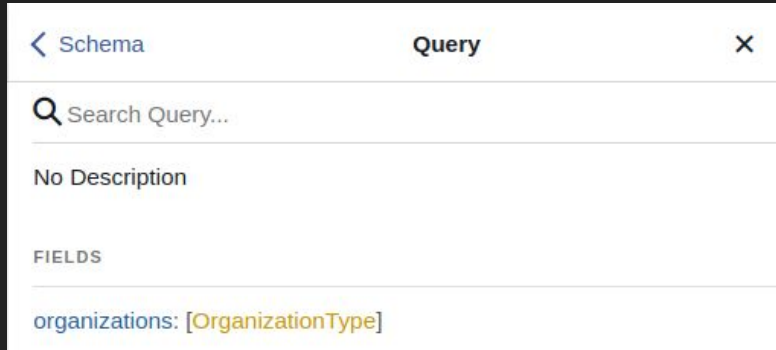 Schema
Query
Search Query...
No Description
FIELDS
organizations: [OrganizationType]